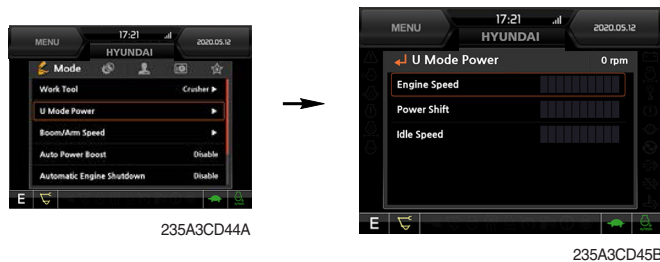 MENU
17:21
HYUNDAI
2020.05.12
Mode
Work Tool
Crusher ▶
U Mode Power ▶
Boom/Arm Speed ▶
Auto Power Boost
Disable
Automatic Engine Shutdown
Disable
E
235A3CD44A
MENU
17:21
HYUNDAI
2020.05.12
U Mode Power
0 rpm
Engine Speed
Power Shift
Idle Speed
E
235A3CD45B